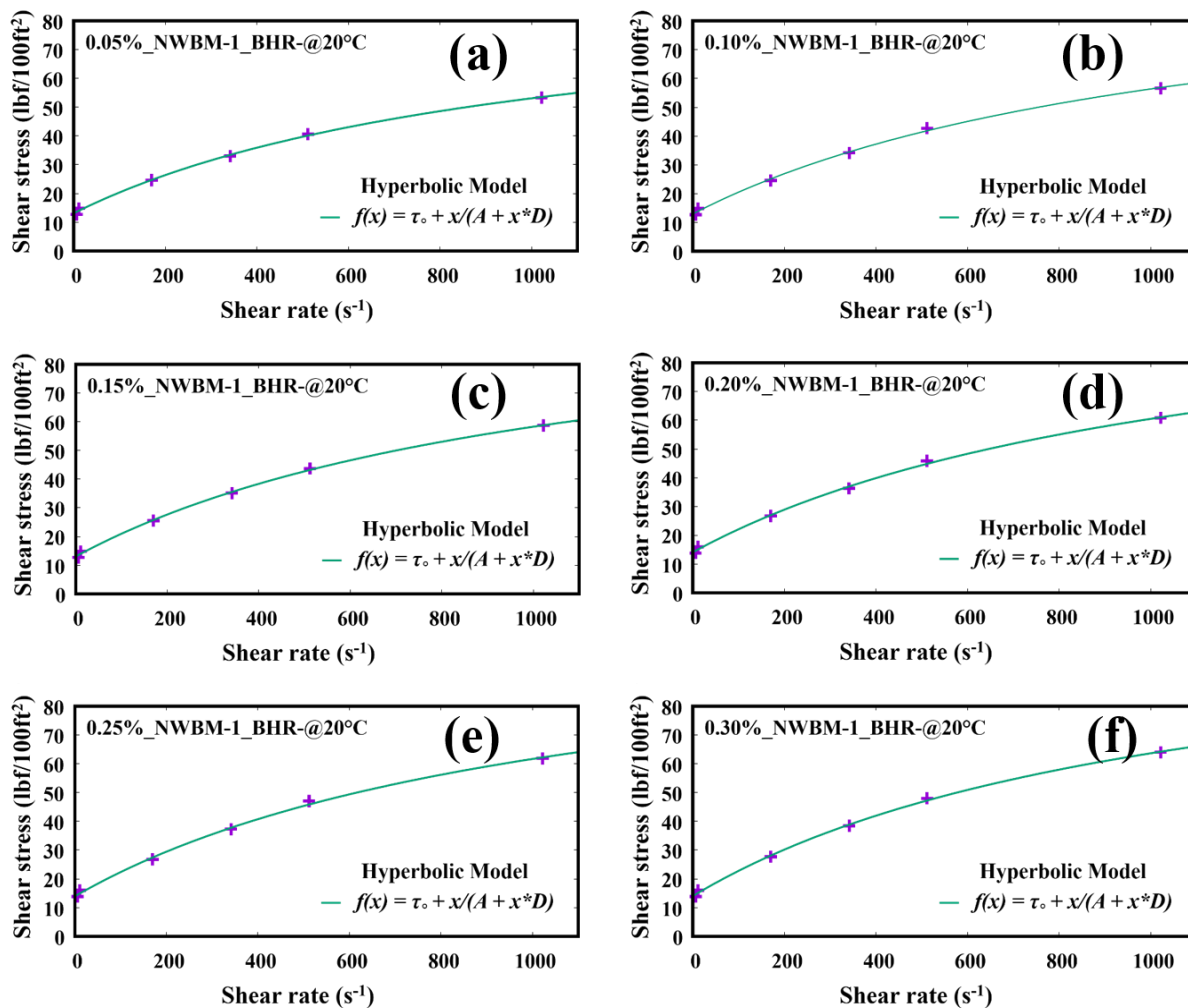 0.05%_NWBM-1_BHR-@20°C
(a)
Shear stress (lbf/100ft²)
80
70
60
50
40
30
20
10
0
Hyperbolic Model
f(x) = τ₀ + x/(A + x*D)
0 200 400 600 800 1000
Shear rate (s⁻¹)
0.10%_NWBM-1_BHR-@20°C
(b)
Shear stress (lbf/100ft²)
80
70
60
50
40
30
20
10
0
Hyperbolic Model
f(x) = τ₀ + x/(A + x*D)
0 200 400 600 800 1000
Shear rate (s⁻¹)
0.15%_NWBM-1_BHR-@20°C
(c)
Shear stress (lbf/100ft²)
80
70
60
50
40
30
20
10
0
Hyperbolic Model
f(x) = τ₀ + x/(A + x*D)
0 200 400 600 800 1000
Shear rate (s⁻¹)
0.20%_NWBM-1_BHR-@20°C
(d)
Shear stress (lbf/100ft²)
80
70
60
50
40
30
20
10
0
Hyperbolic Model
f(x) = τ₀ + x/(A + x*D)
0 200 400 600 800 1000
Shear rate (s⁻¹)
0.25%_NWBM-1_BHR-@20°C
(e)
Shear stress (lbf/100ft²)
80
70
60
50
40
30
20
10
0
Hyperbolic Model
f(x) = τ₀ + x/(A + x*D)
0 200 400 600 800 1000
Shear rate (s⁻¹)
0.30%_NWBM-1_BHR-@20°C
(f)
Shear stress (lbf/100ft²)
80
70
60
50
40
30
20
10
0
Hyperbolic Model
f(x) = τ₀ + x/(A + x*D)
0 200 400 600 800 1000
Shear rate (s⁻¹)